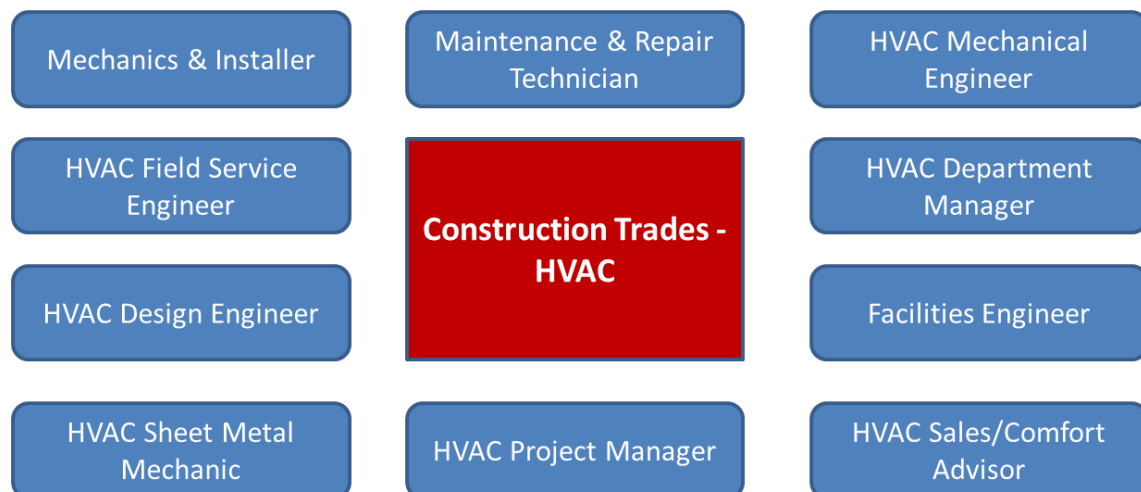 Mechanics & Installer
Maintenance & Repair
Technician
HVAC Mechanical
Engineer
HVAC Field Service
Engineer
Construction Trades -
HVAC
HVAC Department
Manager
HVAC Design Engineer
Facilities Engineer
HVAC Sheet Metal
Mechanic
HVAC Project Manager
HVAC Sales/Comfort
Advisor